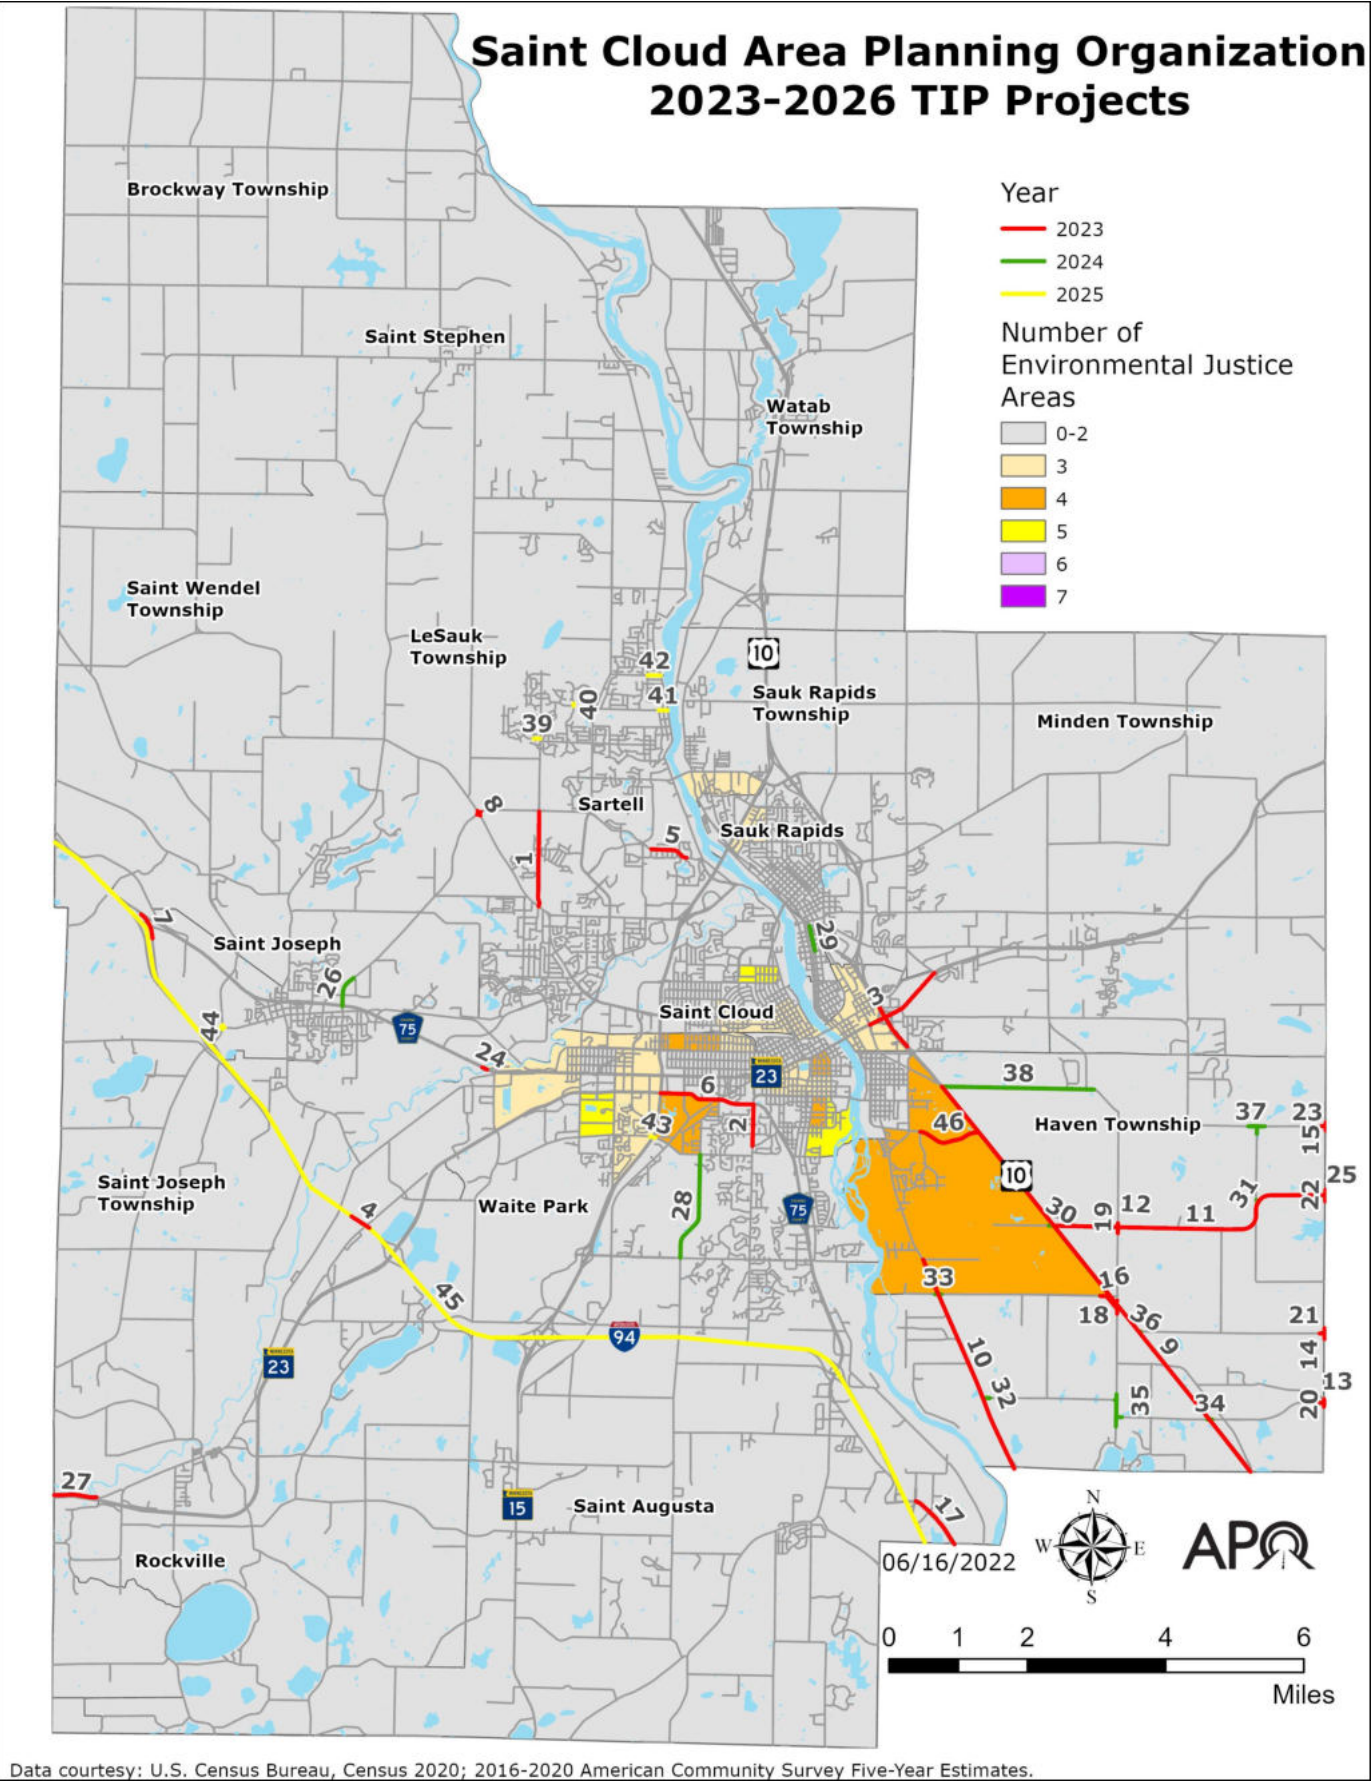 Saint Cloud Area Planning Organization
2023-2026 TIP Projects
Year
2023
2024
2025
Number of
Environmental Justice
Areas
0-2
3
4
5
6
7
Brockway Township
Saint Stephen
Watab
Township
Saint Wendel
Township
LeSauk
Township
42
10
41
40
Sauk Rapids
Township
39
Minden Township
8
Sartell
5
Sauk Rapids
1
7
Saint Joseph
29
26
3
Saint Cloud
44
75
24
23
38
6
43
2
46
Haven Township
37
23
15
10
25
Saint Joseph
Township
Waite Park
28
75
4
30
19
12
11
31
22
33
16
45
18
36
21
94
9
23
10
14
32
13
35
34
20
27
15
Saint Augusta
17
Rockville
06/16/2022
N
W
E
S
APO
0
1
2
4
6
Miles
Data courtesy: U.S. Census Bureau, Census 2020; 2016-2020 American Community Survey Five-Year Estimates.